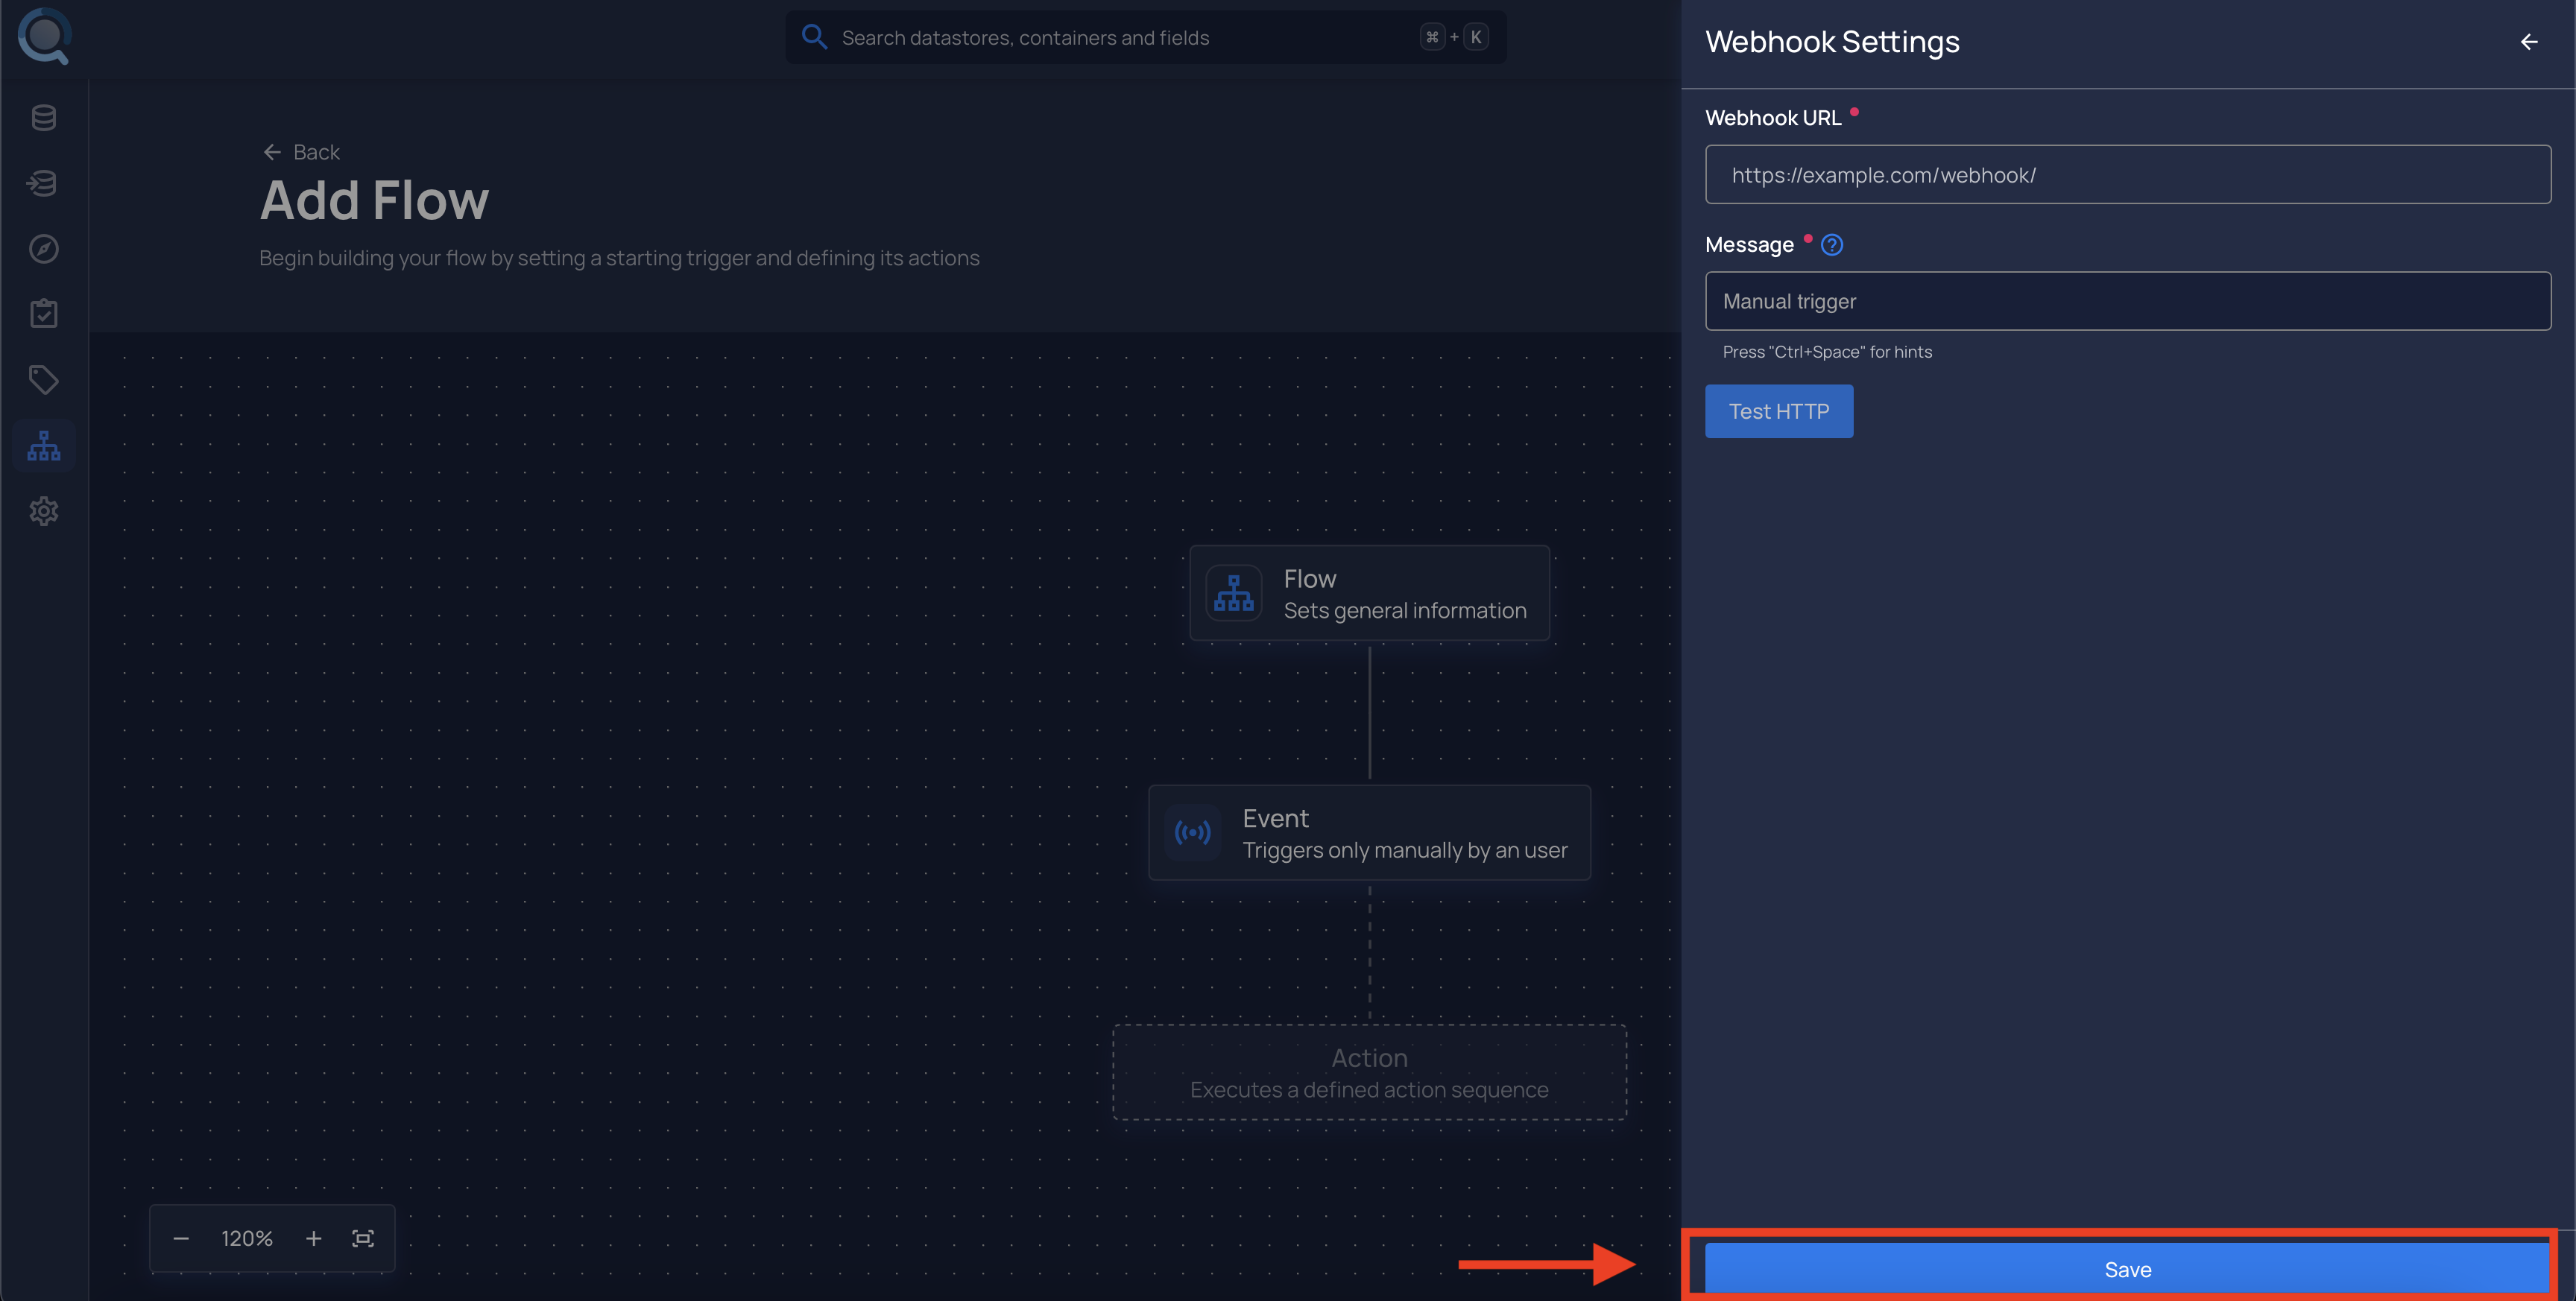 Search datastores, containers and fields
⌘ + K
Back
Add Flow
Begin building your flow by setting a starting trigger and defining its actions
Flow
Sets general information
Event
Triggers only manually by an user
Action
Executes a defined action sequence
120%
Webhook Settings
Webhook URL
https://example.com/webhook/
Message
Manual trigger
Press "Ctrl+Space" for hints
Test HTTP
Save